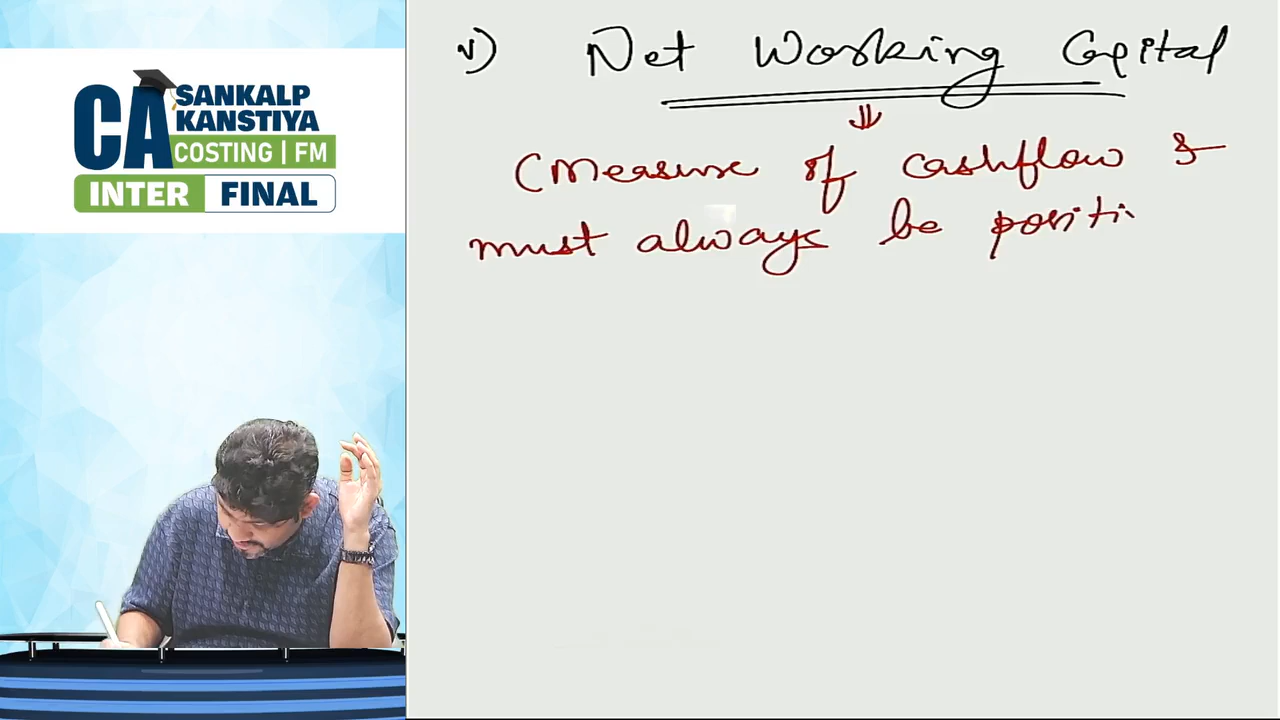 CA SANKALP KANSTIYA
COSTING | FM
INTER FINAL
v) Net Working Capital
(Measure of cashflow &
must always be positi